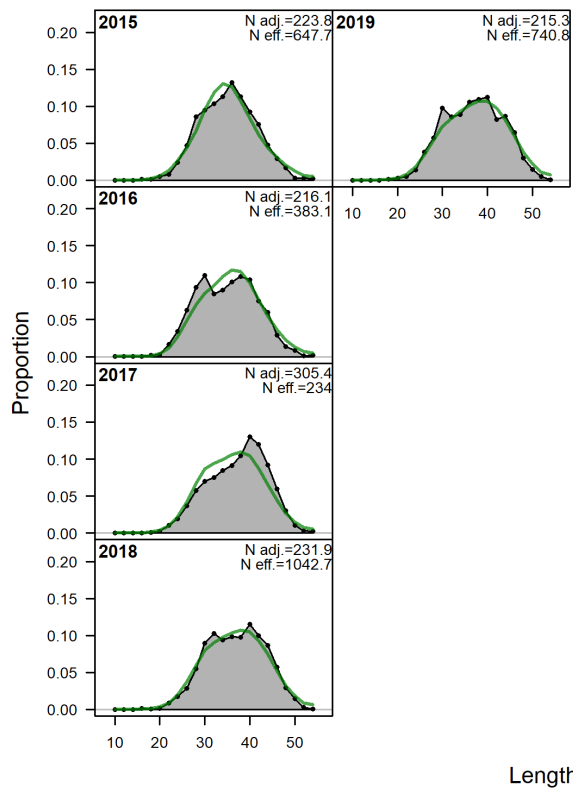 2015
N adj.=223.8
N eff.=647.7
0.20
0.15
0.10
0.05
0.00
2019
N adj.=215.3
N eff.=740.8
10 20 30 40 50
2016
N adj.=216.1
N eff.=383.1
0.20
0.15
0.10
0.05
0.00
2017
N adj.=305.4
N eff.=234
0.20
0.15
0.10
0.05
0.00
2018
N adj.=231.9
N eff.=1042.7
0.20
0.15
0.10
0.05
0.00
10 20 30 40 50
Proportion
Length